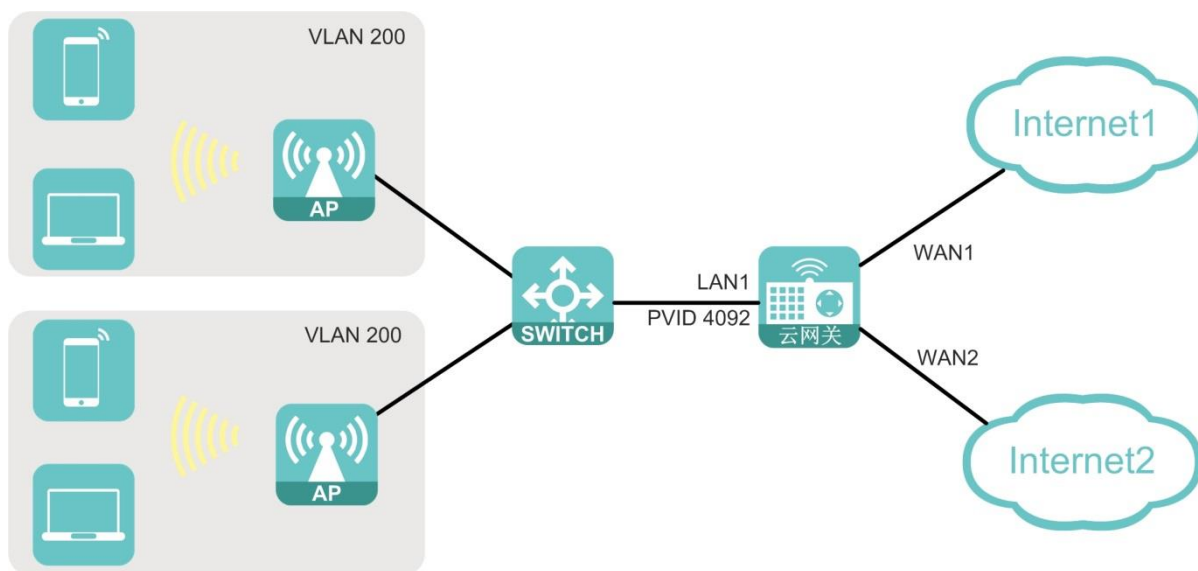 VLAN 200
AP
VLAN 200
AP
SWITCH
LAN1
PVID 4092
云网关
WAN1
WAN2
Internet1
Internet2